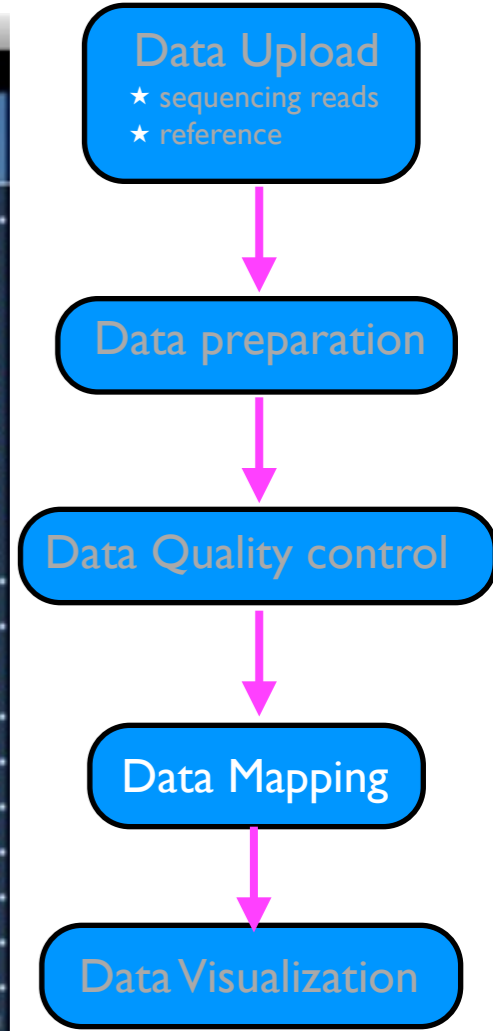 Data Upload
★ sequencing reads
★ reference
Data preparation
Data Quality control
Data Mapping
Data Visualization